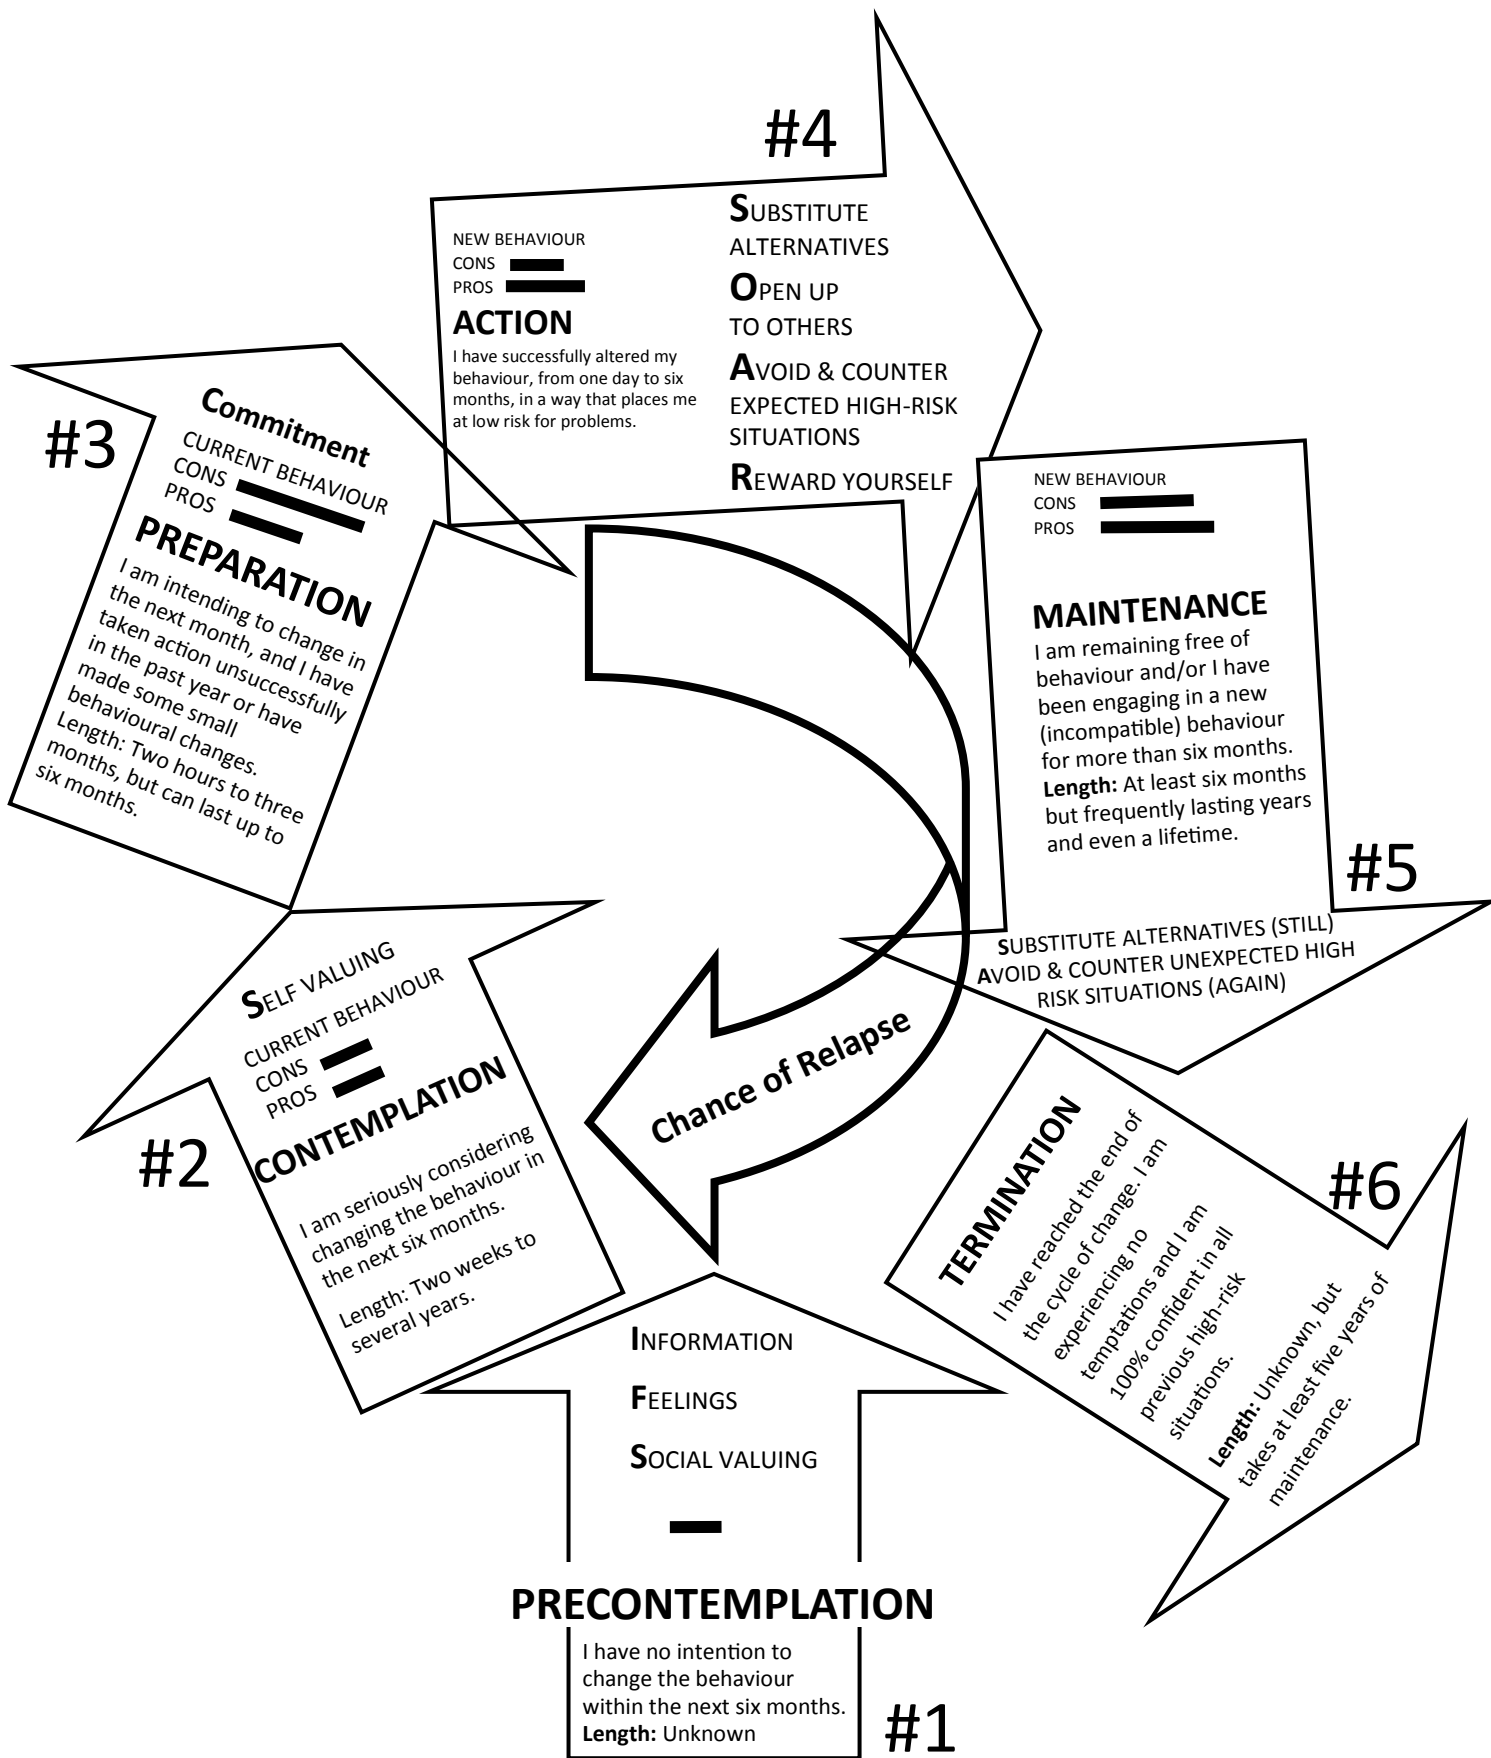 #4
SUBSTITUTE
ALTERNATIVES
OPEN UP
TO OTHERS
AVOID & COUNTER
EXPECTED HIGH-RISK
SITUATIONS
REWARD YOURSELF
NEW BEHAVIOUR
CONS
PROS
ACTION
I have successfully altered my
behaviour, from one day to six
months, in a way that places me
at low risk for problems.
#3
Commitment
CURRENT BEHAVIOUR
CONS
PROS
PREPARATION
I am intending to change in
the next month, and I have
taken action unsuccessfully
in the past year or have
made some small
behavioural changes.
Length: Two hours to three
months, but can last up to
six months.
NEW BEHAVIOUR
CONS
PROS
MAINTENANCE
I am remaining free of
behaviour and/or I have
been engaging in a new
(incompatible) behaviour
for more than six months.
Length: At least six months
but frequently lasting years
and even a lifetime.
#5
SUBSTITUTE ALTERNATIVES (STILL)
AVOID & COUNTER UNEXPECTED HIGH
RISK SITUATIONS (AGAIN)
SELF VALUING
CURRENT BEHAVIOUR
CONS
PROS
CONTEMPLATION
#2
I am seriously considering
changing the behaviour in
the next six months.
Length: Two weeks to
several years.
Chance of Relapse
#6
TERMINATION
I have reached the end of
the cycle of change. I am
experiencing no
temptations and I am
100% confident in all
previous high-risk
situations.
Length: Unknown, but
takes at least five years of
maintenance.
INFORMATION
FEELINGS
SOCIAL VALUING
PRECONTEMPLATION
I have no intention to
change the behaviour
within the next six months.
Length: Unknown
#1